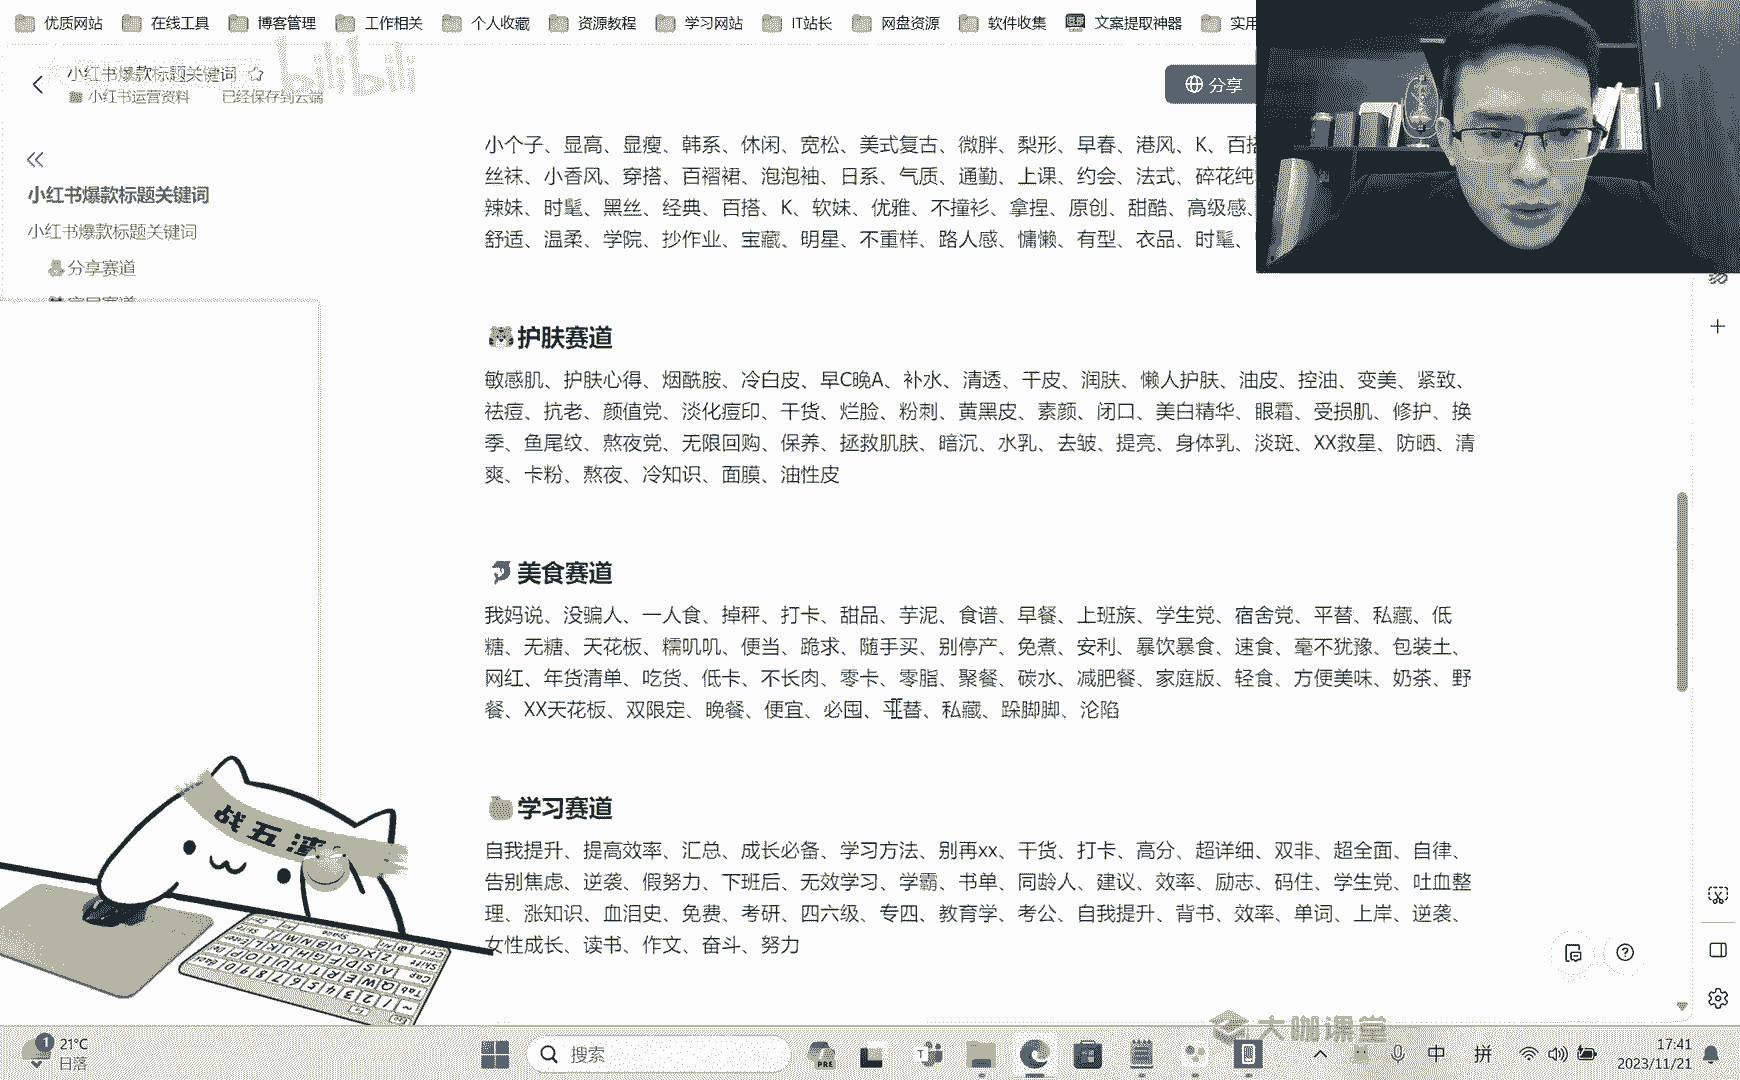 优质网站 在线工具 博客管理 工作相关 个人收藏 资源教程 学习网站 IT站长 网盘资源 软件收集 文案提取神器 实用
小红书爆款标题关键词
bilibili
小红书运营资料 已经保存到云端
分享
小红书爆款标题关键词
小红书爆款标题关键词
分享赛道
小个子、显高、显瘦、韩系、休闲、宽松、美式复古、微胖、梨形、早春、港风、K、百搭
丝袜、小香风、穿搭、百褶裙、泡泡袖、日系、气质、通勤、上课、约会、法式、碎花纯
辣妹、时髦、黑丝、经典、百搭、K、软妹、优雅、不撞衫、拿捏、原创、甜酷、高级感、
舒适、温柔、学院、抄作业、宝藏、明星、不重样、路人感、慵懒、有型、衣品、时髦、
护肤赛道
敏感肌、护肤心得、烟酰胺、冷白皮、早C晚A、补水、清透、干皮、润肤、懒人护肤、油皮、控油、变美、紧致、
祛痘、抗老、颜值党、淡化痘印、干货、烂脸、粉刺、黄黑皮、素颜、闭口、美白精华、眼霜、受损肌、修护、换
季、鱼尾纹、熬夜党、无限回购、保养、拯救肌肤、暗沉、水乳、去皱、提亮、身体乳、淡斑、XX救星、防晒、清
爽、卡粉、熬夜、冷知识、面膜、油性皮
美食赛道
我妈说、没骗人、一人食、掉秤、打卡、甜品、芋泥、食谱、早餐、上班族、学生党、宿舍党、平替、私藏、低
糖、无糖、天花板、糯叽叽、便当、跪求、随手买、别停产、免煮、安利、暴饮暴食、速食、毫不犹豫、包装土、
网红、年货清单、吃货、低卡、不长肉、零卡、零脂、聚餐、碳水、减肥餐、家庭版、轻食、方便美味、奶茶、野
餐、XX天花板、双限定、晚餐、便宜、必囤、平替、私藏、跺脚脚、沦陷
学习赛道
自我提升、提高效率、汇总、成长必备、学习方法、别再xx、干货、打卡、高分、超详细、双非、超全面、自律、
告别焦虑、逆袭、假努力、下班后、无效学习、学霸、书单、同龄人、建议、效率、励志、码住、学生党、吐血整
理、涨知识、血泪史、免费、考研、四六级、专四、教育学、考公、自我提升、背书、效率、单词、上岸、逆袭、
女性成长、读书、作文、奋斗、努力
战五渣
大咖课堂
1
21°C
日落
搜索
PRE
中 拼
17:41
2023/11/21